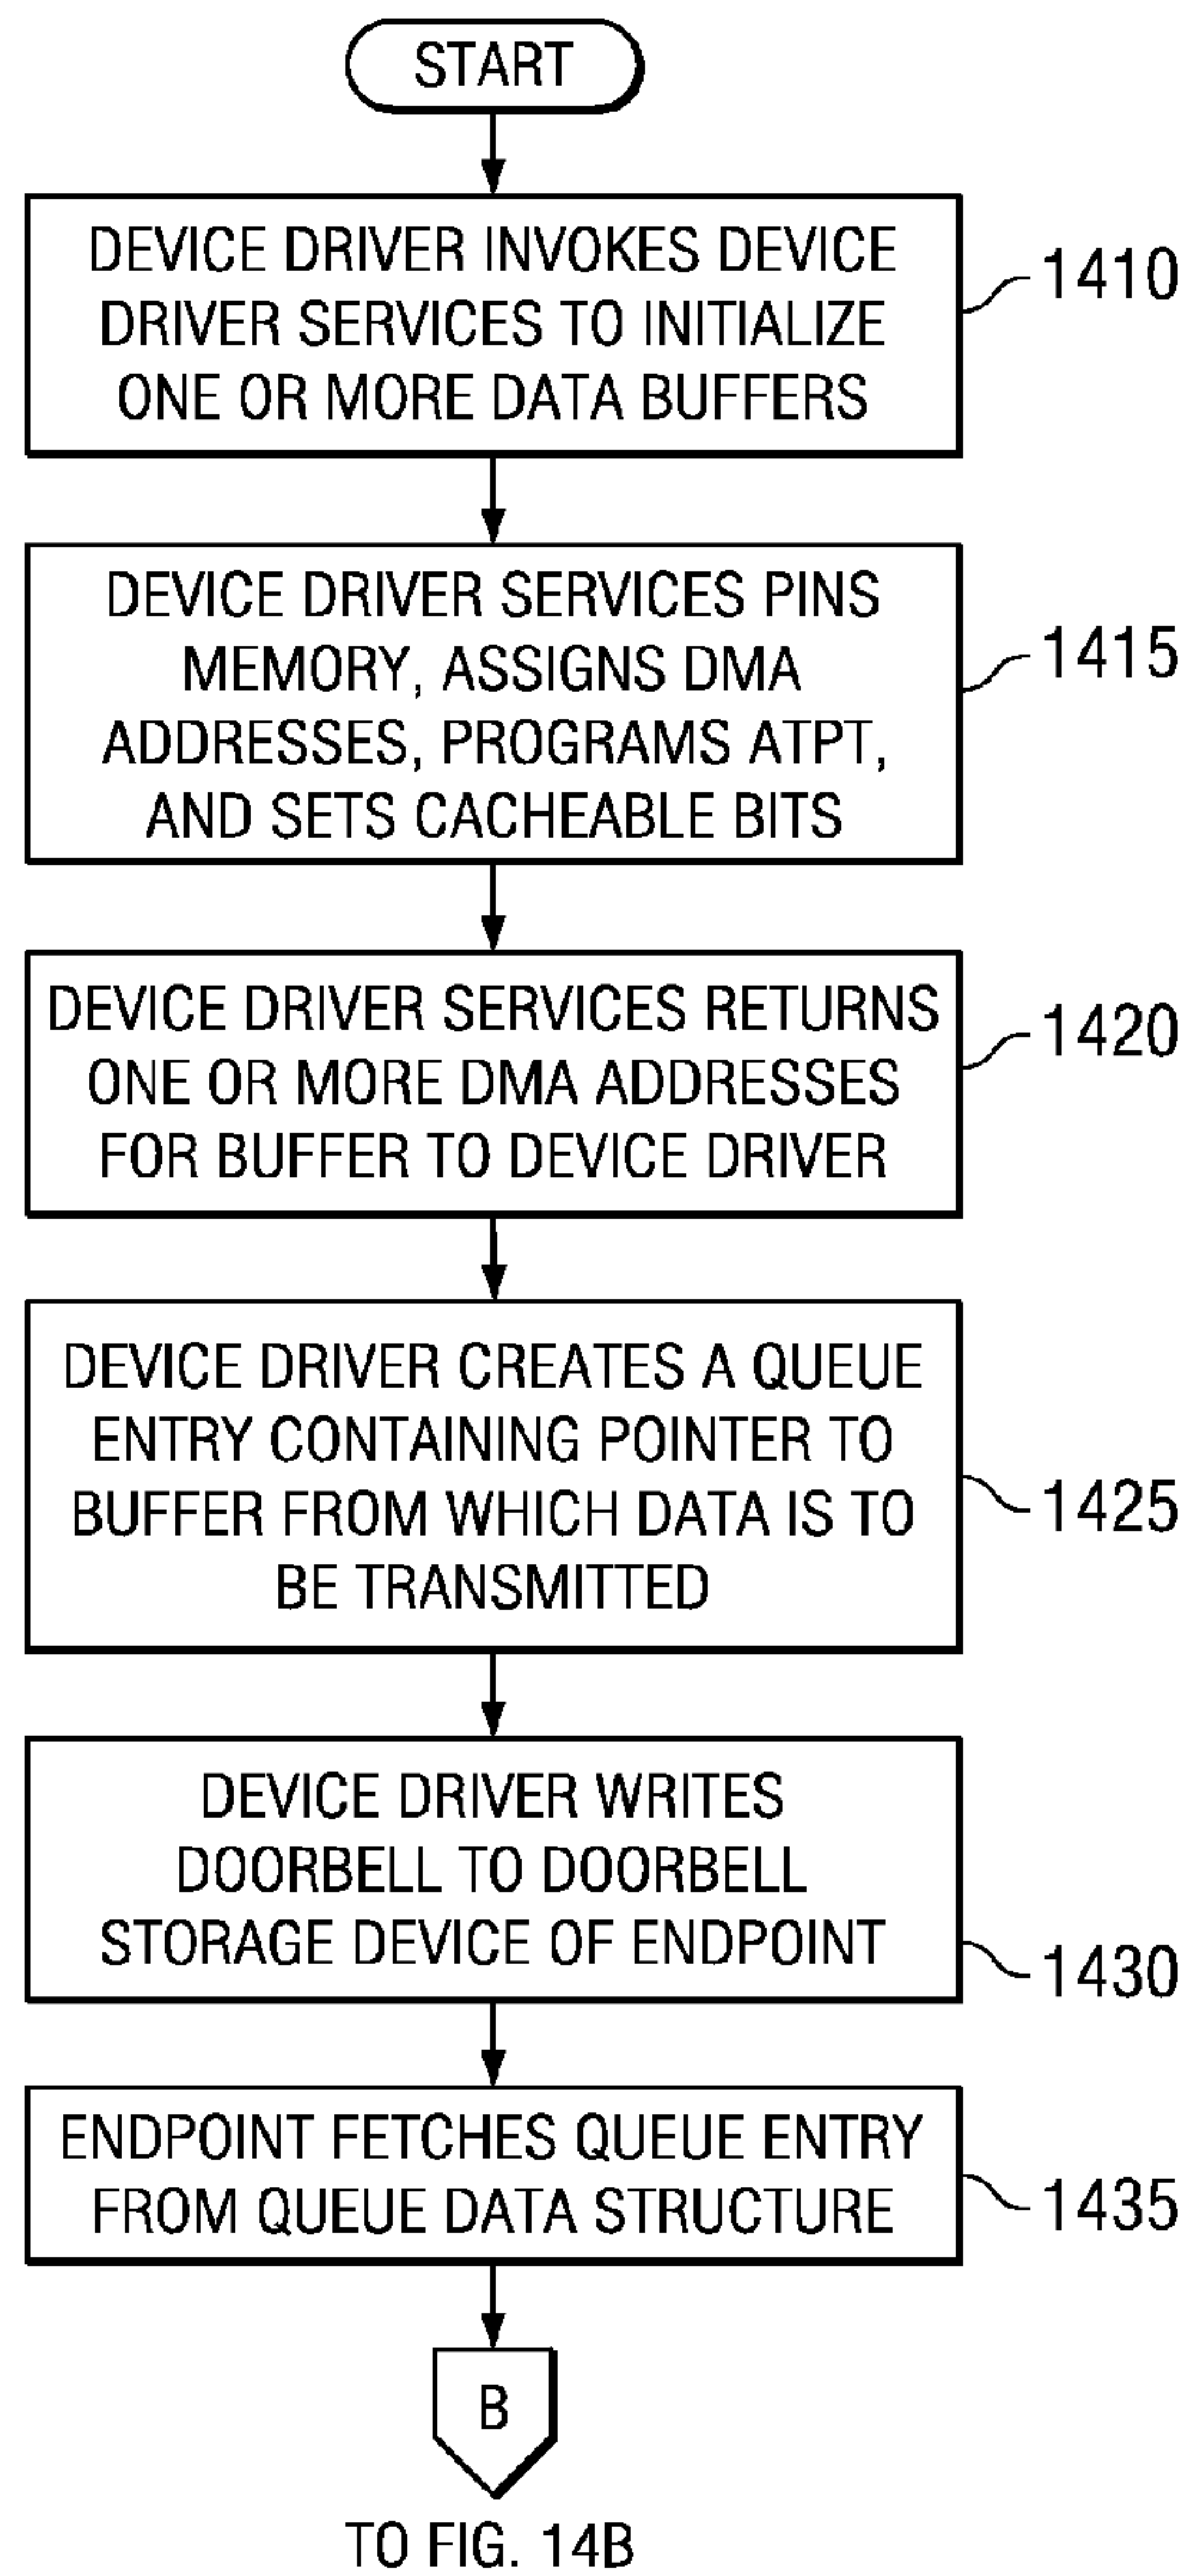 START
DEVICE DRIVER INVOKES DEVICE
DRIVER SERVICES TO INITIALIZE
ONE OR MORE DATA BUFFERS
1410
DEVICE DRIVER SERVICES PINS
MEMORY, ASSIGNS DMA
ADDRESSES, PROGRAMS ATPT,
AND SETS CACHEABLE BITS
1415
DEVICE DRIVER SERVICES RETURNS
ONE OR MORE DMA ADDRESSES
FOR BUFFER TO DEVICE DRIVER
1420
DEVICE DRIVER CREATES A QUEUE
ENTRY CONTAINING POINTER TO
BUFFER FROM WHICH DATA IS TO
BE TRANSMITTED
1425
DEVICE DRIVER WRITES
DOORBELL TO DOORBELL
STORAGE DEVICE OF ENDPOINT
1430
ENDPOINT FETCHES QUEUE ENTRY
FROM QUEUE DATA STRUCTURE
1435
B
TO FIG. 14B